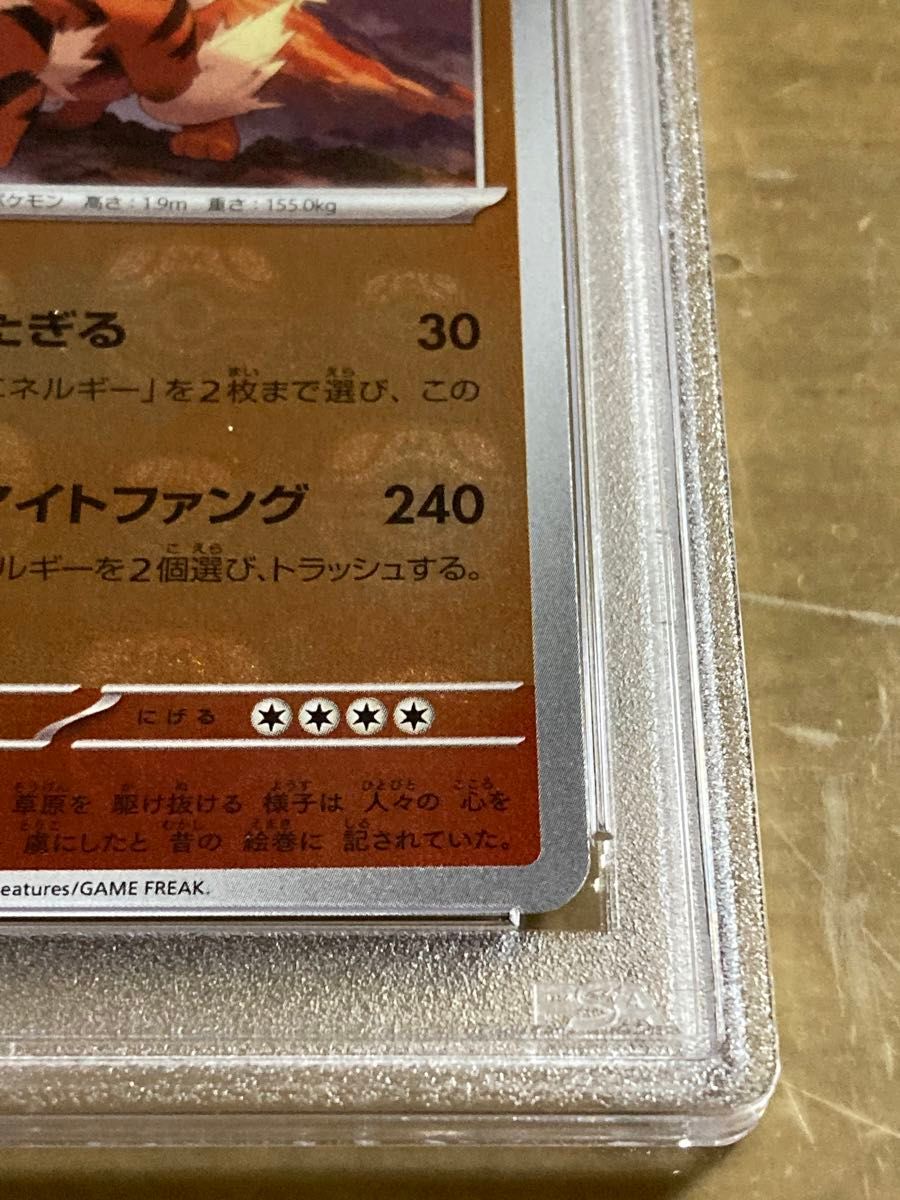 ポケモン 高さ：1.9m 重さ：155.0kg
たぎる 30
エネルギー」を2枚まで選び、この
イトファング 240
ルギーを2個選び、トラッシュする。
にげる
草原を 駆け抜ける 様子は 人々の 心を
虜にしたと 昔の 絵巻に 記されていた。
eatures/GAME FREAK.
PSA